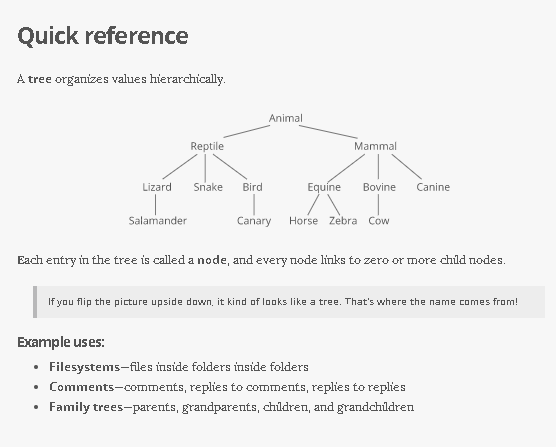 Quick reference
A tree organizes values hierarchically.
Animal
Reptile Mammal
Lizard Snake Bird Equine Bovine Canine
Salamander Canary Horse Zebra Cow
Each entry in the tree is called a node, and every node links to zero or more child nodes.
If you flip the picture upside down, it kind of looks like a tree. That's where the name comes from!
Example uses:
• Filesystems—files inside folders inside folders
• Comments—comments, replies to comments, replies to replies
• Family trees—parents, grandparents, children, and grandchildren